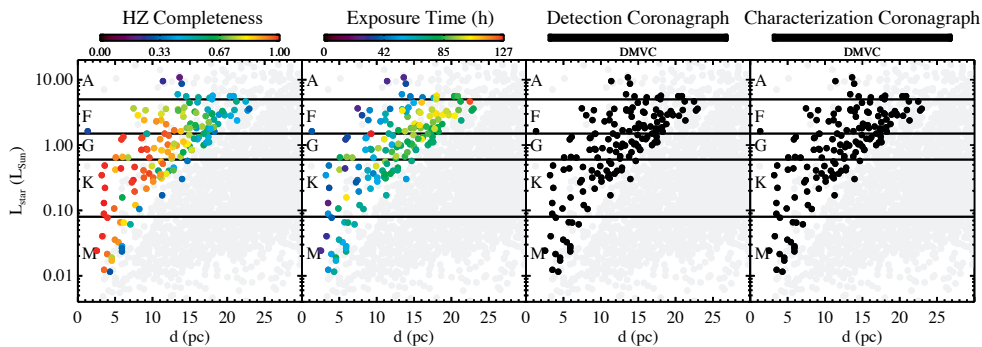 HZ Completeness
0.00 0.33 0.67 1.00
Exposure Time (h)
0 42 85 127
Detection Coronagraph
DMVC
Characterization Coronagraph
DMVC
L_star (L_Sun)
10.00
1.00
0.10
0.01
A
F
G
K
M
A
F
G
K
M
A
F
G
K
M
A
F
G
K
M
0 5 10 15 20 25
0 5 10 15 20 25
0 5 10 15 20 25
0 5 10 15 20 25
d (pc)
d (pc)
d (pc)
d (pc)